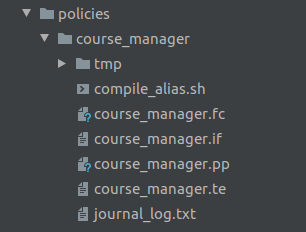 policies
course_manager
tmp
compile_alias.sh
course_manager.fc
course_manager.if
course_manager.pp
course_manager.te
journal_log.txt